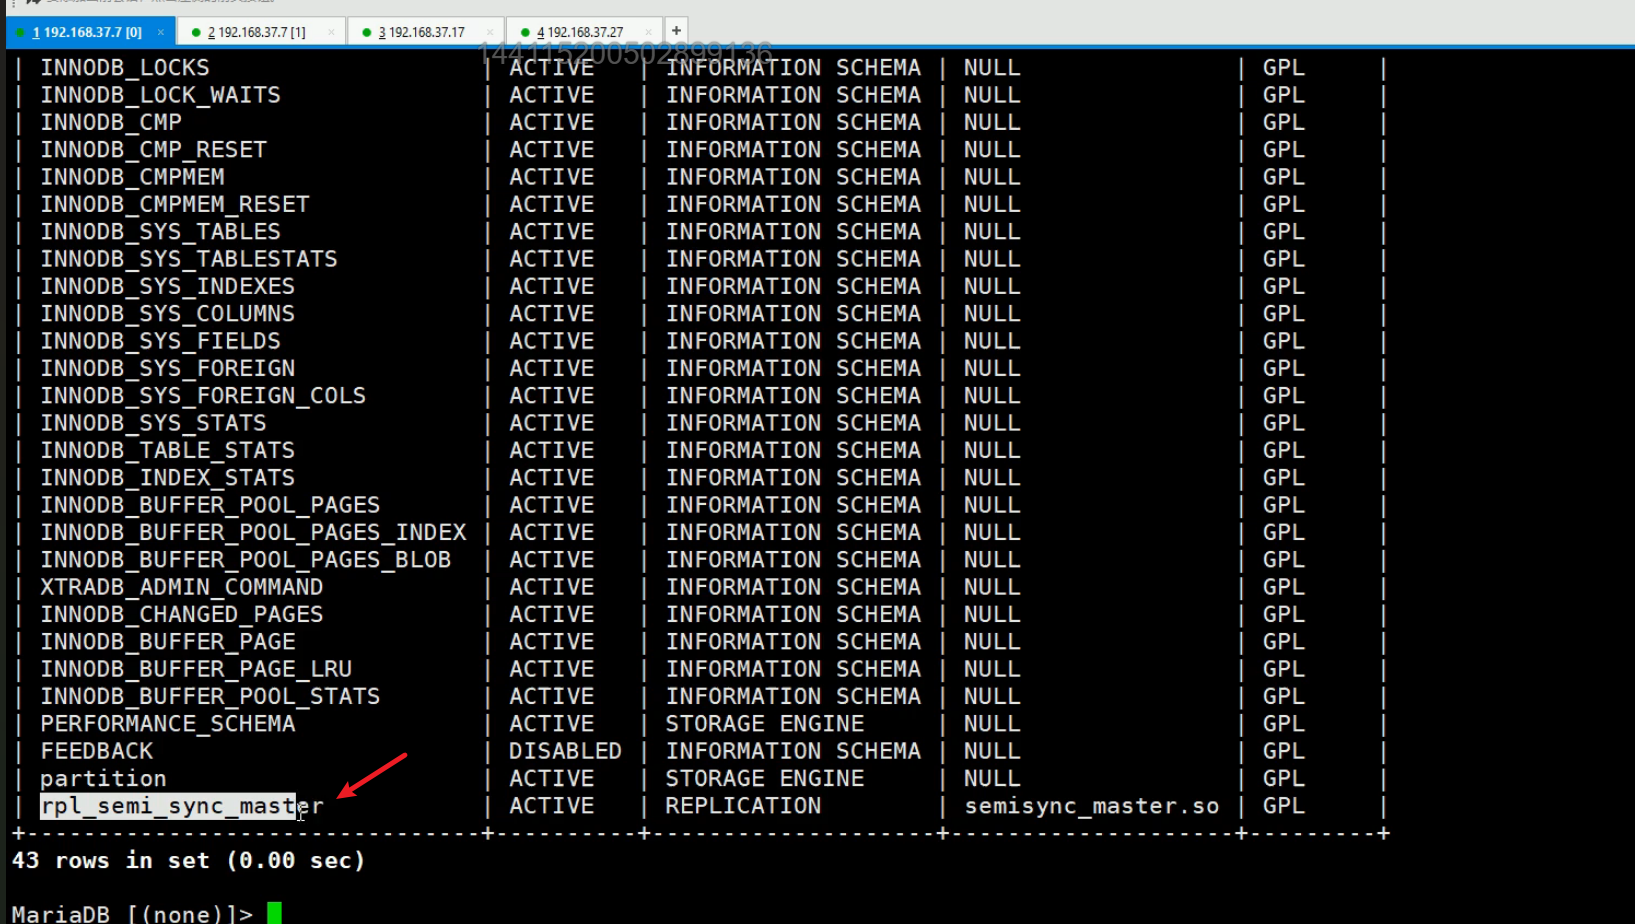 1 192.168.37.7 [0] × 2 192.168.37.7 [1] × 3 192.168.37.17 × 4 192.168.37.27 × +
144115200502899136
| INNODB_LOCKS | ACTIVE | INFORMATION SCHEMA | NULL | GPL |
| INNODB_LOCK_WAITS | ACTIVE | INFORMATION SCHEMA | NULL | GPL |
| INNODB_CMP | ACTIVE | INFORMATION SCHEMA | NULL | GPL |
| INNODB_CMP_RESET | ACTIVE | INFORMATION SCHEMA | NULL | GPL |
| INNODB_CMPMEM | ACTIVE | INFORMATION SCHEMA | NULL | GPL |
| INNODB_CMPMEM_RESET | ACTIVE | INFORMATION SCHEMA | NULL | GPL |
| INNODB_SYS_TABLES | ACTIVE | INFORMATION SCHEMA | NULL | GPL |
| INNODB_SYS_TABLESTATS | ACTIVE | INFORMATION SCHEMA | NULL | GPL |
| INNODB_SYS_INDEXES | ACTIVE | INFORMATION SCHEMA | NULL | GPL |
| INNODB_SYS_COLUMNS | ACTIVE | INFORMATION SCHEMA | NULL | GPL |
| INNODB_SYS_FIELDS | ACTIVE | INFORMATION SCHEMA | NULL | GPL |
| INNODB_SYS_FOREIGN | ACTIVE | INFORMATION SCHEMA | NULL | GPL |
| INNODB_SYS_FOREIGN_COLS | ACTIVE | INFORMATION SCHEMA | NULL | GPL |
| INNODB_SYS_STATS | ACTIVE | INFORMATION SCHEMA | NULL | GPL |
| INNODB_TABLE_STATS | ACTIVE | INFORMATION SCHEMA | NULL | GPL |
| INNODB_INDEX_STATS | ACTIVE | INFORMATION SCHEMA | NULL | GPL |
| INNODB_BUFFER_POOL_PAGES | ACTIVE | INFORMATION SCHEMA | NULL | GPL |
| INNODB_BUFFER_POOL_PAGES_INDEX | ACTIVE | INFORMATION SCHEMA | NULL | GPL |
| INNODB_BUFFER_POOL_PAGES_BLOB | ACTIVE | INFORMATION SCHEMA | NULL | GPL |
| XTRADB_ADMIN_COMMAND | ACTIVE | INFORMATION SCHEMA | NULL | GPL |
| INNODB_CHANGED_PAGES | ACTIVE | INFORMATION SCHEMA | NULL | GPL |
| INNODB_BUFFER_PAGE | ACTIVE | INFORMATION SCHEMA | NULL | GPL |
| INNODB_BUFFER_PAGE_LRU | ACTIVE | INFORMATION SCHEMA | NULL | GPL |
| INNODB_BUFFER_POOL_STATS | ACTIVE | INFORMATION SCHEMA | NULL | GPL |
| PERFORMANCE_SCHEMA | ACTIVE | STORAGE ENGINE | NULL | GPL |
| FEEDBACK | DISABLED | INFORMATION SCHEMA | NULL | GPL |
| partition | ACTIVE | STORAGE ENGINE | NULL | GPL |
| rpl_semi_sync_master | ACTIVE | REPLICATION | semisync_master.so | GPL |
+--------------------------------+----------+--------------------+--------------------+---------+
43 rows in set (0.00 sec)
MariaDB [(none)]>